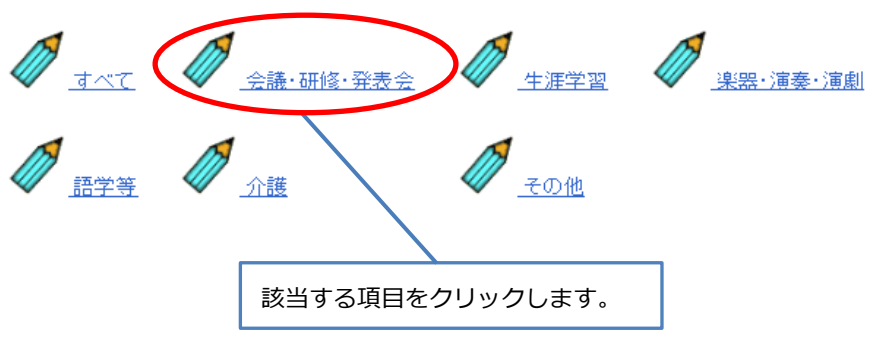 すべて 会議・研修・発表会 生涯学習 楽器・演奏・演劇
語学等 介護 その他
該当する項目をクリックします。